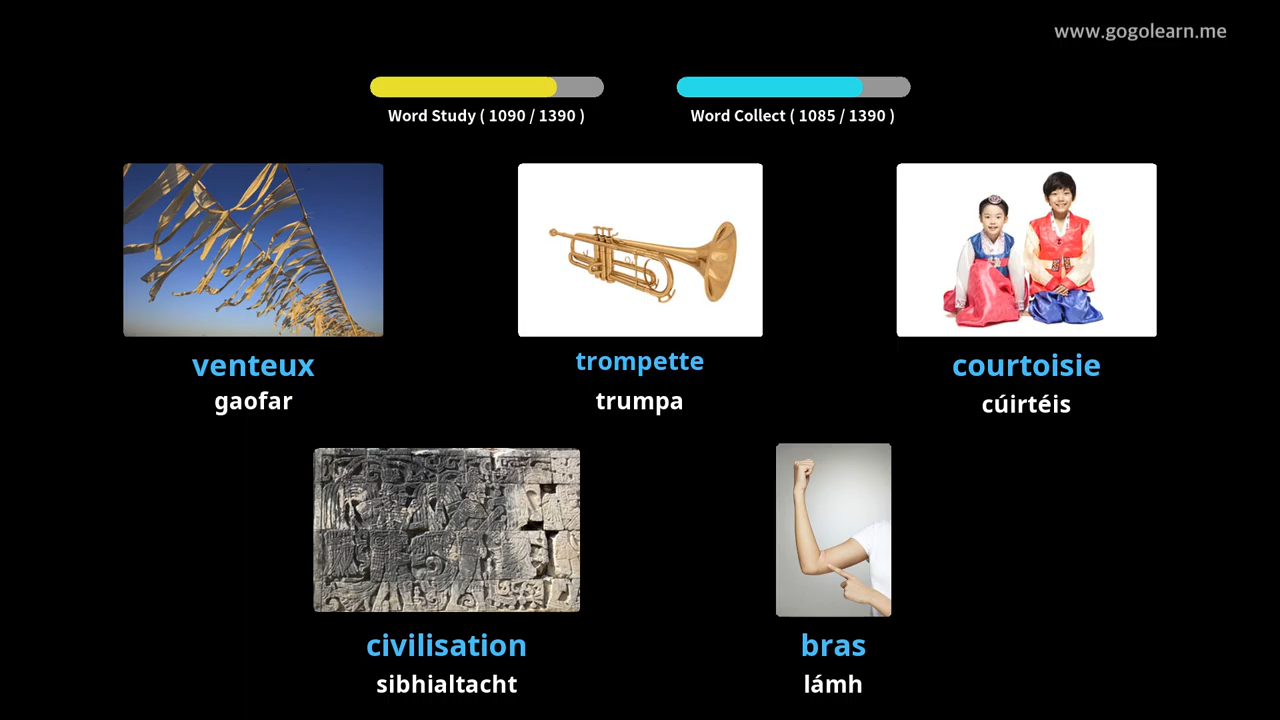 www.gogolearn.me
Word Study ( 1090 / 1390 )
Word Collect ( 1085 / 1390 )
venteux
gaofar
trompette
trumpa
courtoisie
cúirtéis
civilisation
sibhialtacht
bras
lámh